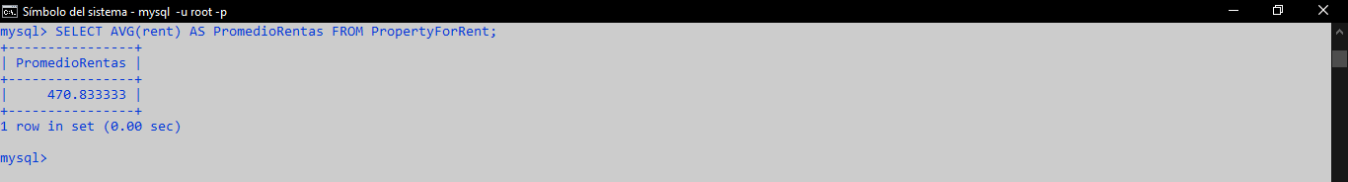 Símbolo del sistema - mysql  -u root -p
mysql> SELECT AVG(rent) AS PromedioRentas FROM PropertyForRent;
+----------------+
| PromedioRentas |
+----------------+
|     470.833333 |
+----------------+
1 row in set (0.00 sec)
mysql>